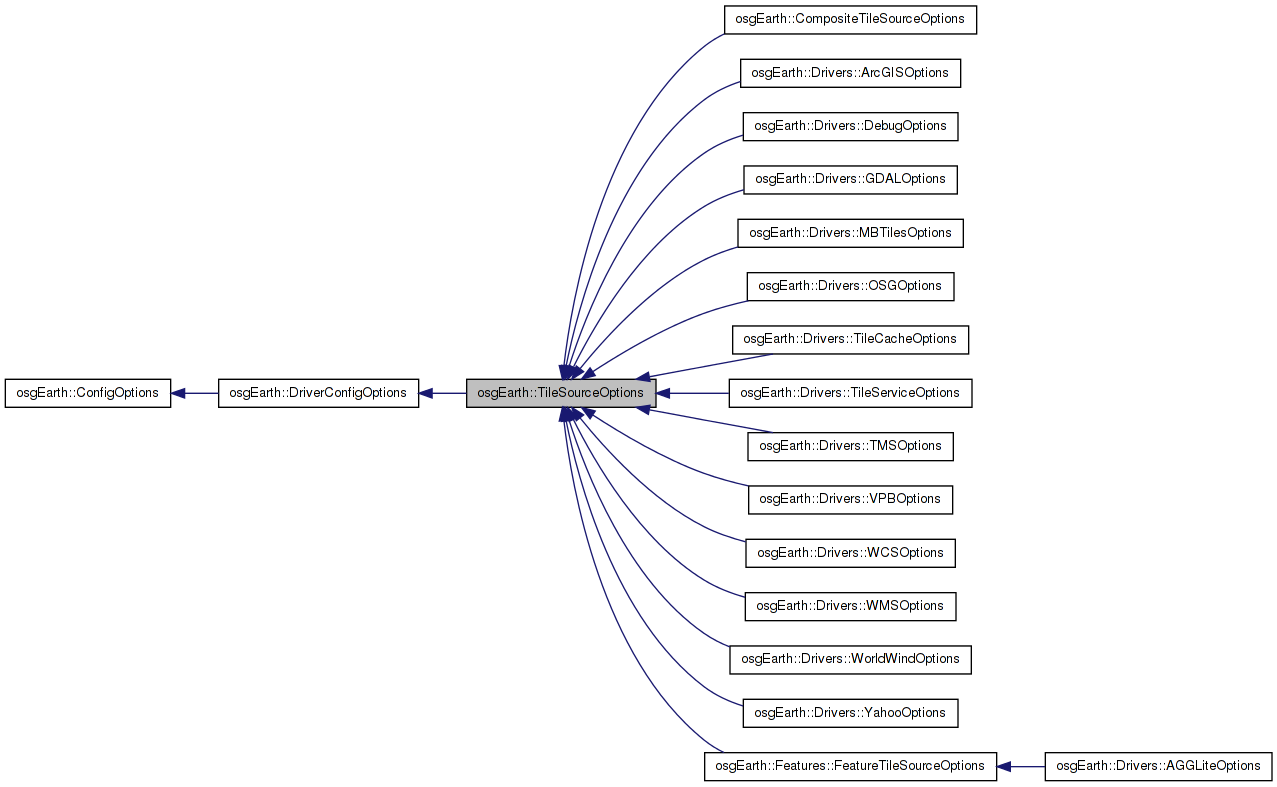 osgEarth::CompositeTileSourceOptions
osgEarth::Drivers::ArcGISOptions
osgEarth::Drivers::DebugOptions
osgEarth::Drivers::GDALOptions
osgEarth::Drivers::MBTilesOptions
osgEarth::Drivers::OSGOptions
osgEarth::Drivers::TileCacheOptions
osgEarth::ConfigOptions
osgEarth::DriverConfigOptions
osgEarth::TileSourceOptions
osgEarth::Drivers::TileServiceOptions
osgEarth::Drivers::TMSOptions
osgEarth::Drivers::VPBOptions
osgEarth::Drivers::WCSOptions
osgEarth::Drivers::WMSOptions
osgEarth::Drivers::WorldWindOptions
osgEarth::Drivers::YahooOptions
osgEarth::Features::FeatureTileSourceOptions
osgEarth::Drivers::AGGLiteOptions